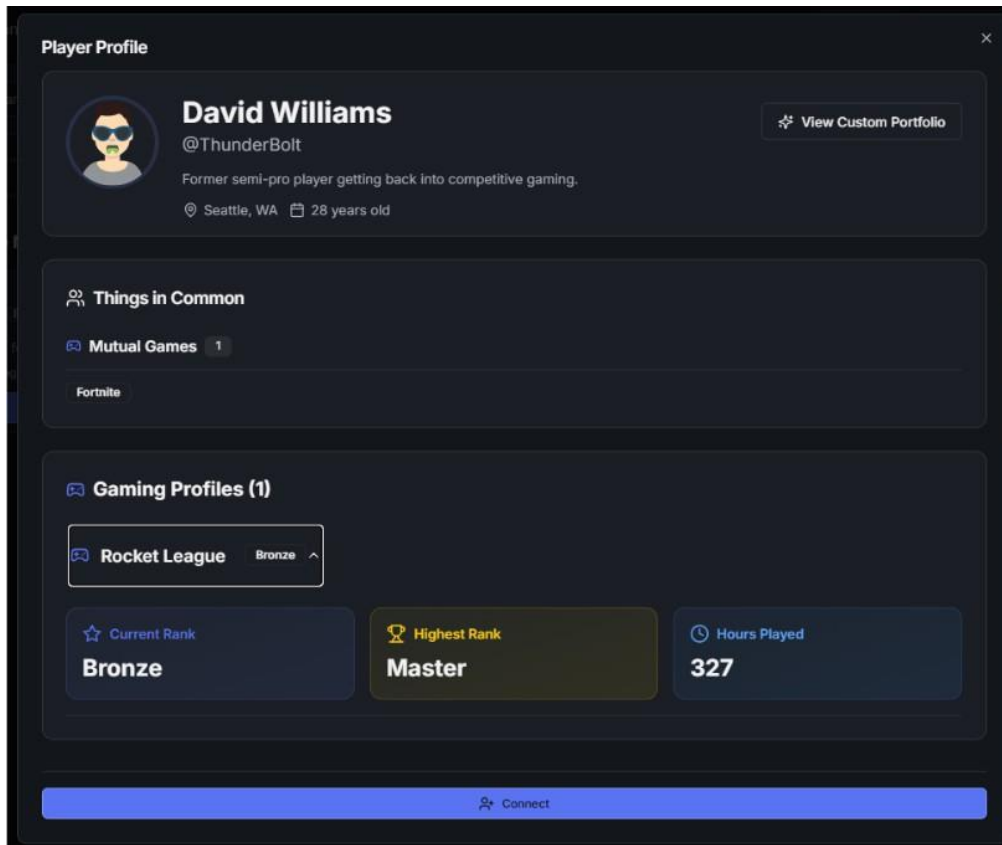 Player Profile
David Williams
@ThunderBolt
View Custom Portfolio
Former semi-pro player getting back into competitive gaming.
Seattle, WA 28 years old
Things in Common
Mutual Games 1
Fortnite
Gaming Profiles (1)
Rocket League Bronze
Current Rank
Bronze
Highest Rank
Master
Hours Played
327
Connect